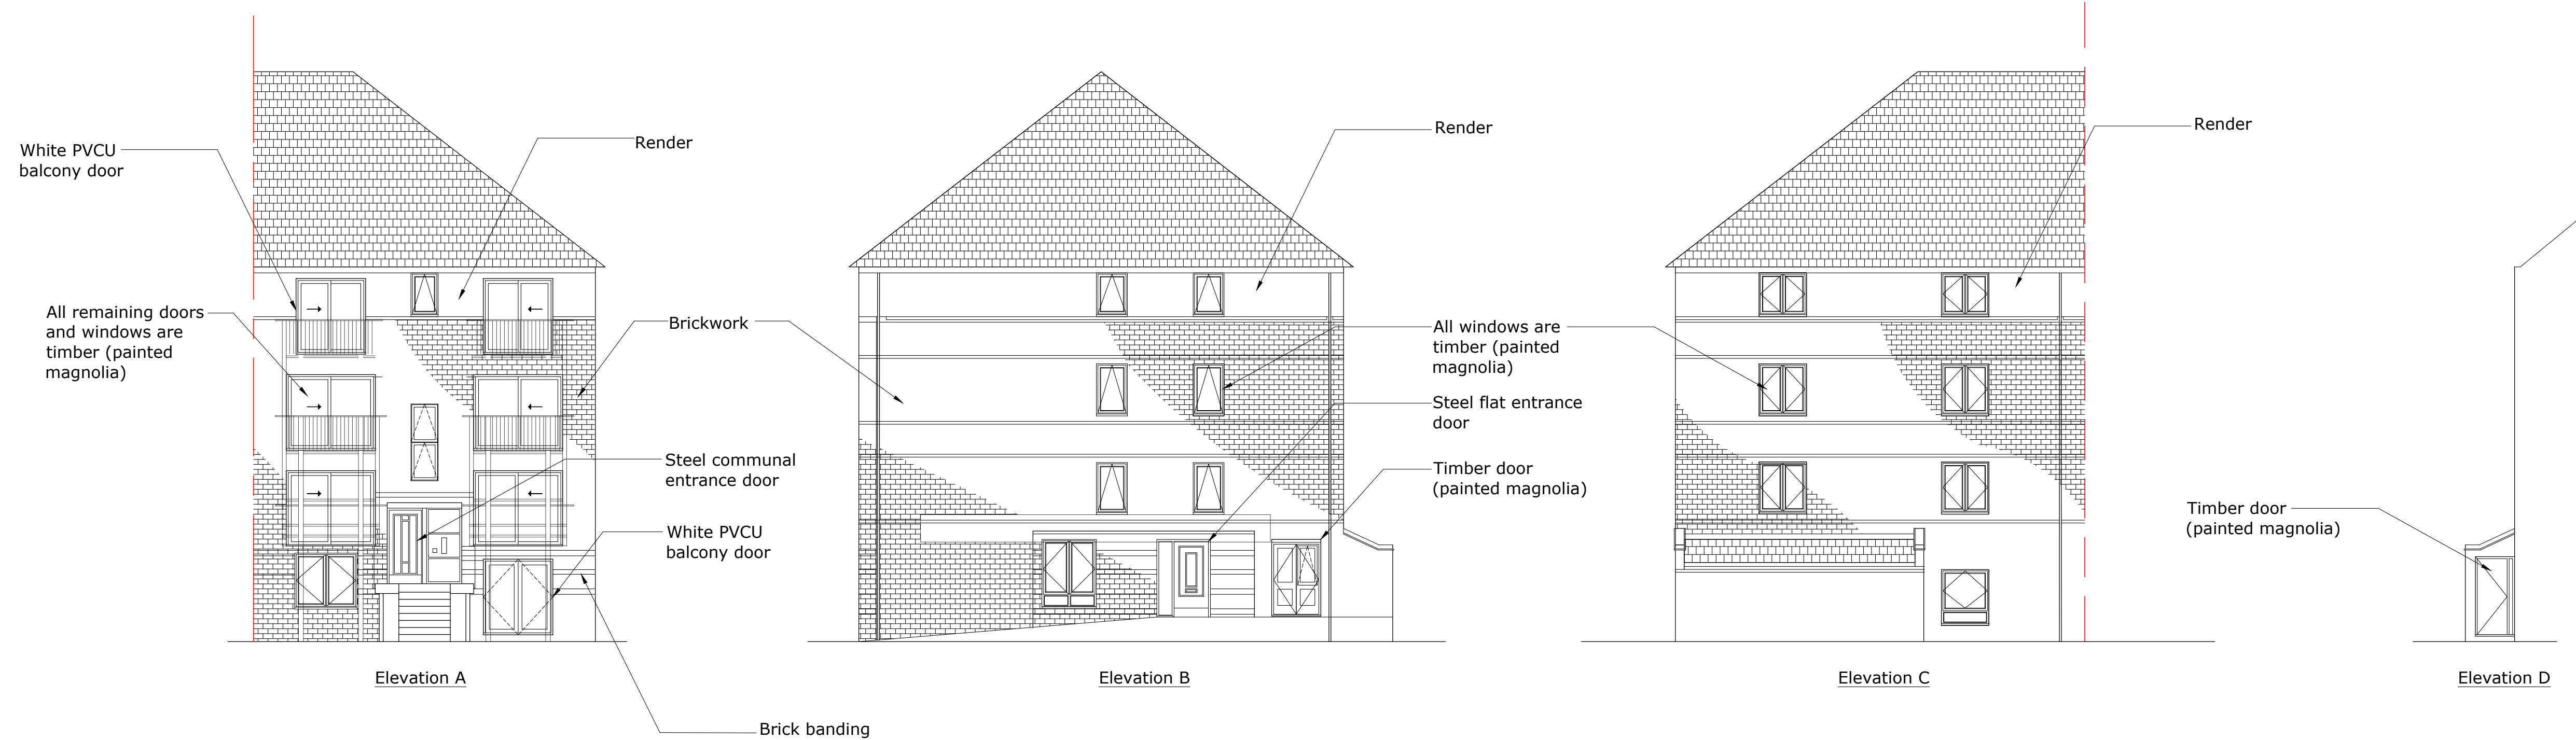 White PVCU
balcony door
Render
All remaining doors
and windows are
timber (painted
magnolia)
Brickwork
Steel communal
entrance door
White PVCU
balcony door
Elevation A
Brick banding
Render
All windows are
timber (painted
magnolia)
Steel flat entrance
door
Timber door
(painted magnolia)
Elevation B
Render
Elevation C
Timber door
(painted magnolia)
Elevation D